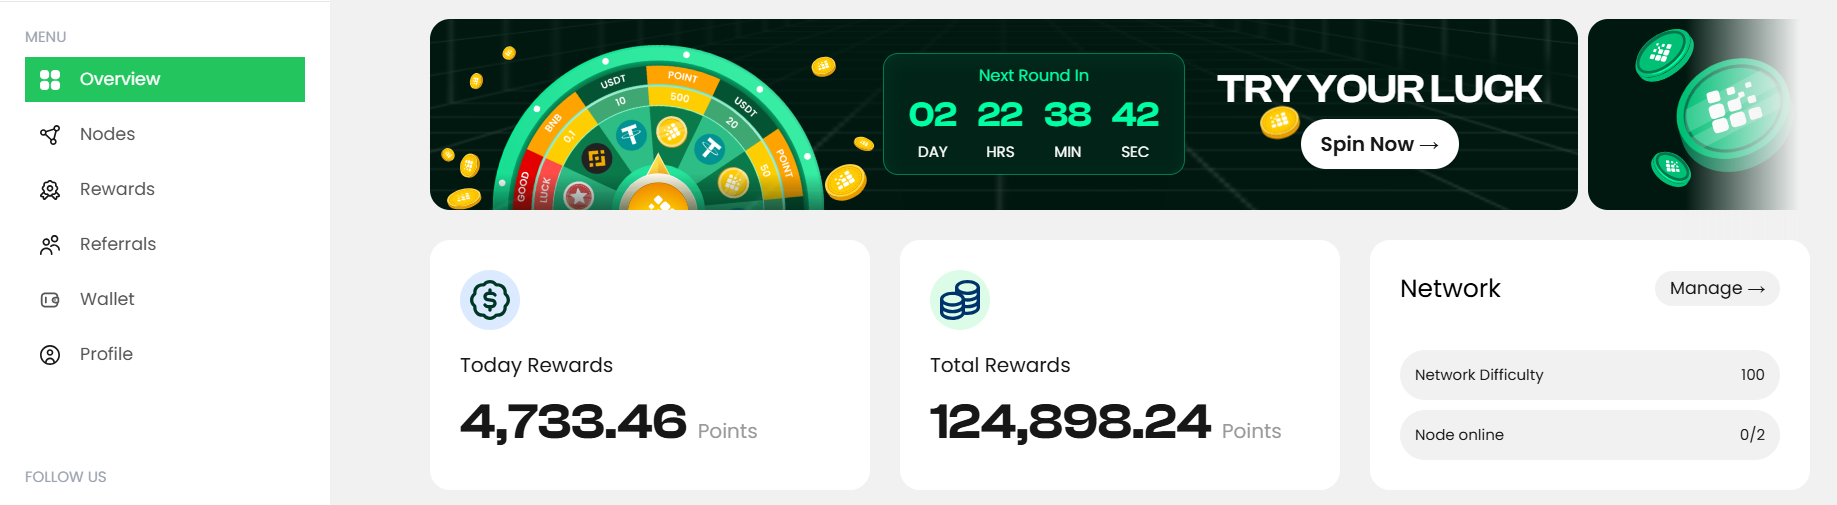 MENU
Overview
Nodes
Rewards
Referrals
Wallet
Profile
FOLLOW US
GOOD
LUCK
BNB
0.1
USDT
10
POINT
500
USDT
20
POINT
50
Next Round In
02 22 38 42
DAY HRS MIN SEC
TRY YOUR LUCK
Spin Now →
Today Rewards
4,733.46 Points
Total Rewards
124,898.24 Points
Network
Manage →
Network Difficulty 100
Node online 0/2